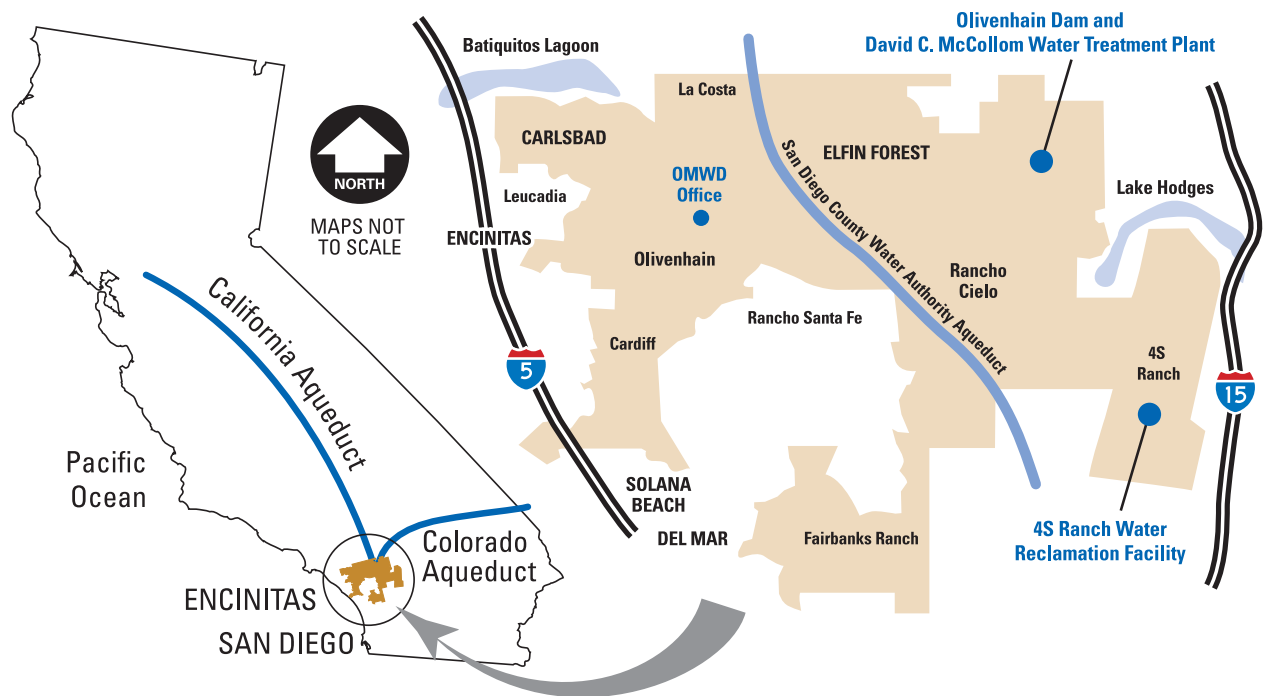 NORTH
MAPS NOT
TO SCALE
California Aqueduct
Pacific
Ocean
Colorado
Aqueduct
ENCINITAS
SAN DIEGO
Batiquitos Lagoon
Olivenhain Dam and
David C. McCollom Water Treatment Plant
La Costa
CARLSBAD
ELFIN FOREST
San Diego County Water Authority Aqueduct
OMWD
Office
Leucadia
Lake Hodges
ENCINITAS
Olivenhain
Rancho
Cielo
Rancho Santa Fe
Cardiff
4S
Ranch
5
15
SOLANA
BEACH
DEL MAR
Fairbanks Ranch
4S Ranch Water
Reclamation Facility